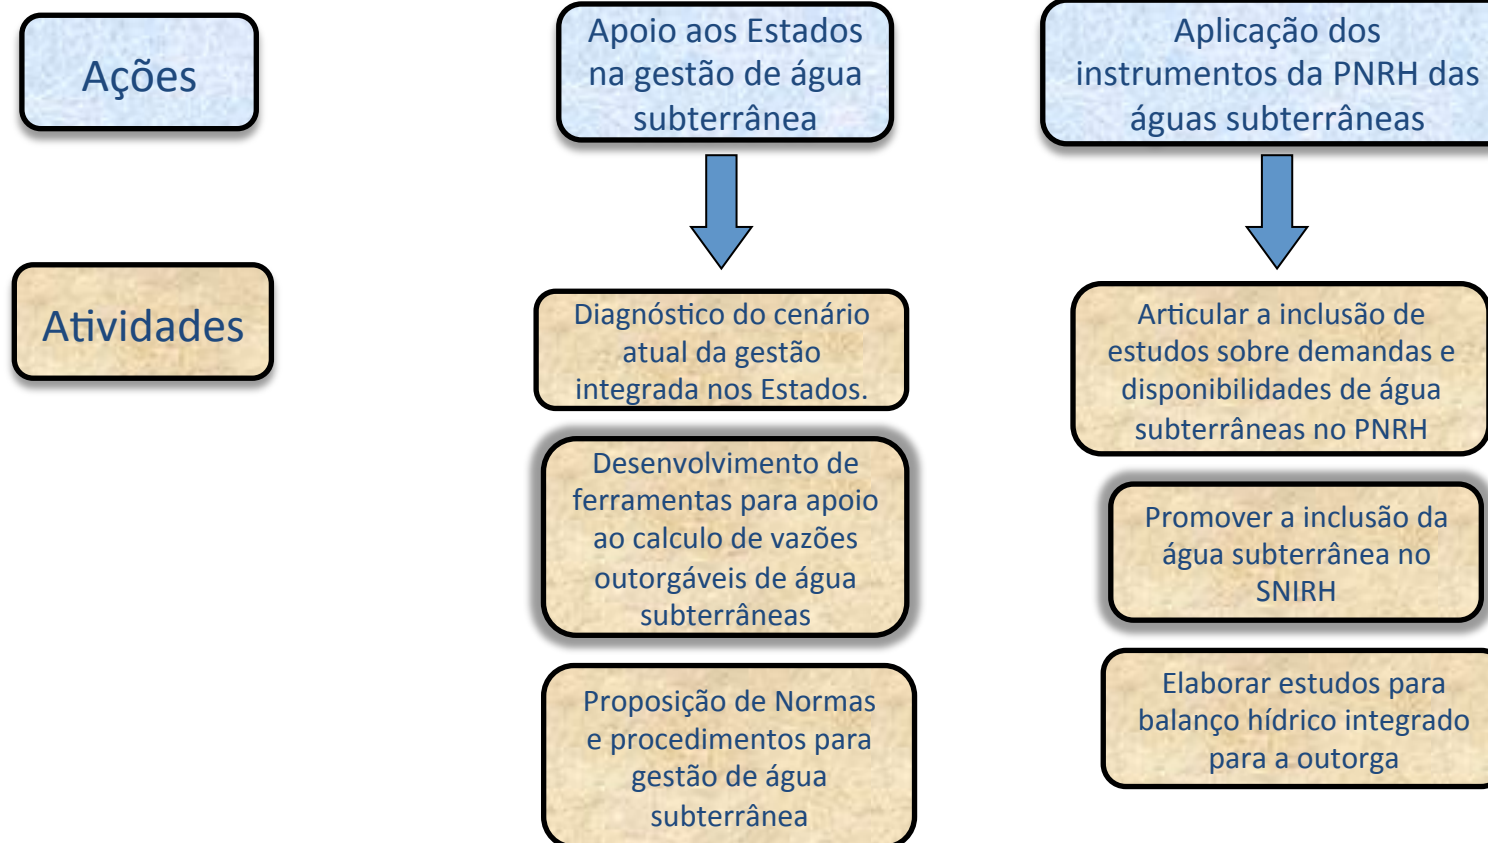 Ações
Apoio aos Estados
na gestão de água
subterrânea
Aplicação dos
instrumentos da PNRH das
águas subterrâneas
Atividades
Diagnóstico do cenário
atual da gestão
integrada nos Estados.
Desenvolvimento de
ferramentas para apoio
ao calculo de vazões
outorgáveis de água
subterrâneas
Proposição de Normas
e procedimentos para
gestão de água
subterrânea
Articular a inclusão de
estudos sobre demandas e
disponibilidades de água
subterrâneas no PNRH
Promover a inclusão da
água subterrânea no
SNIRH
Elaborar estudos para
balanço hídrico integrado
para a outorga